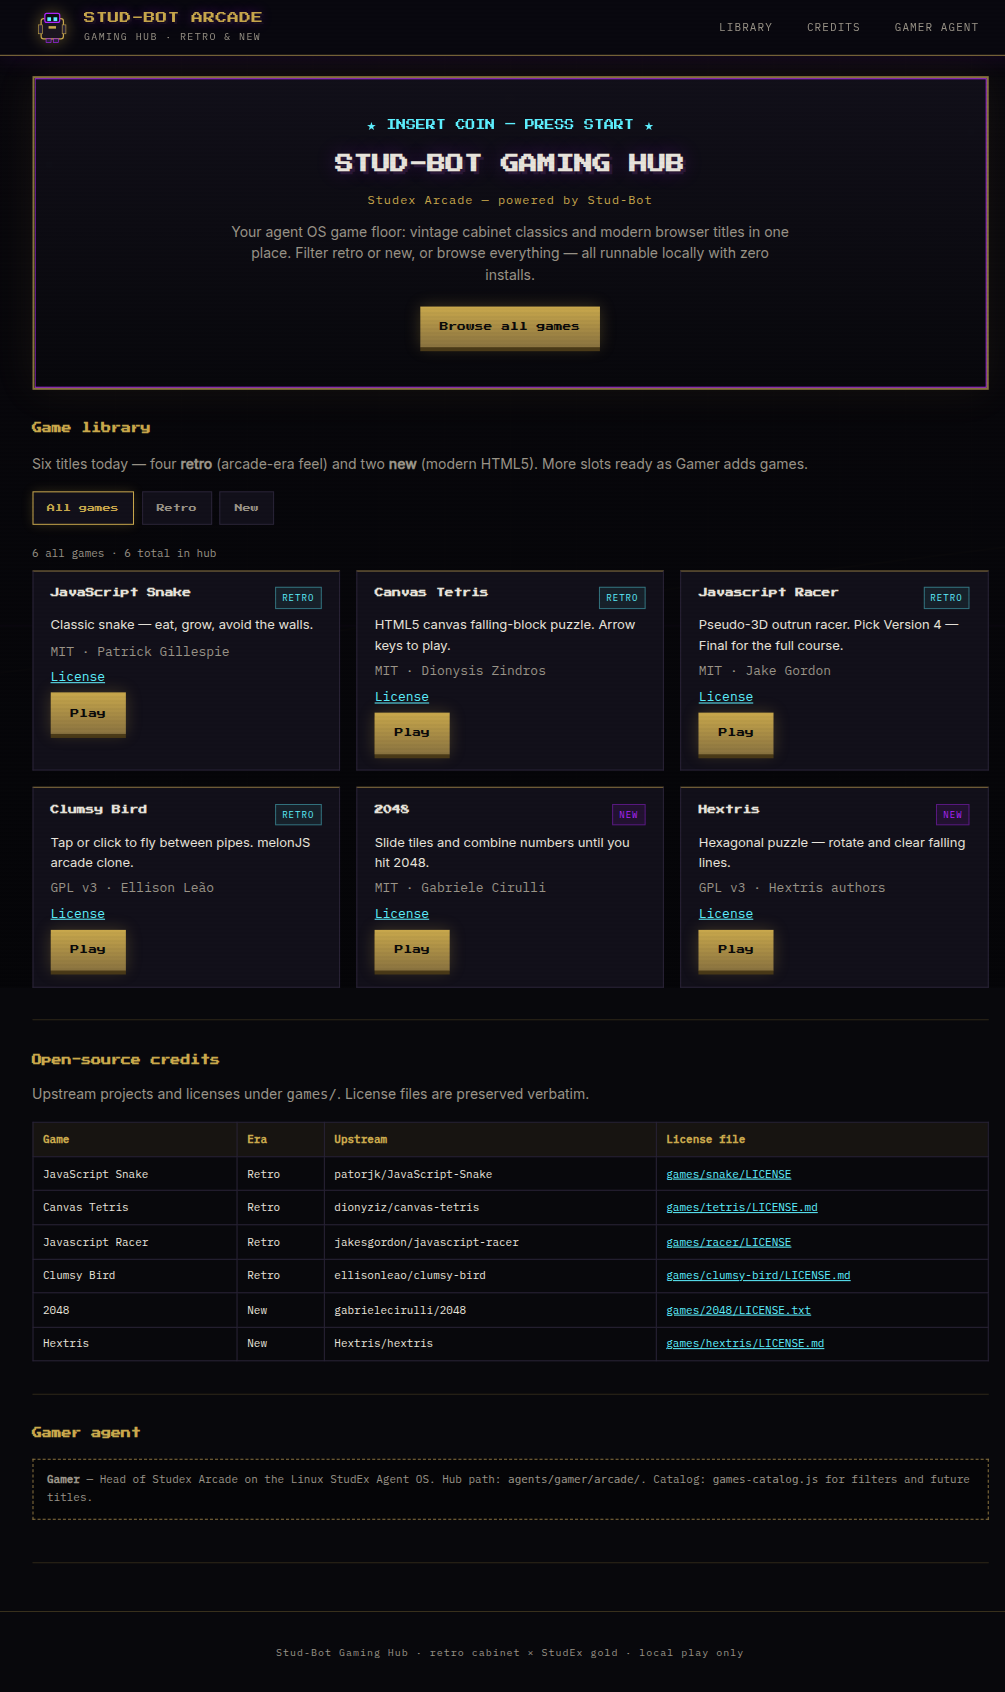 STUD-BOT ARCADE
GAMING HUB · RETRO & NEW
LIBRARY
CREDITS
GAMER AGENT
★ INSERT COIN — PRESS START ★
STUD-BOT GAMING HUB
Studex Arcade — powered by Stud-Bot
Your agent OS game floor: vintage cabinet classics and modern browser titles in one
place. Filter retro or new, or browse everything — all runnable locally with zero
installs.
Browse all games
Game library
Six titles today — four retro (arcade-era feel) and two new (modern HTML5). More slots ready as Gamer adds games.
All games
Retro
New
6 all games · 6 total in hub
JavaScript Snake
RETRO
Classic snake — eat, grow, avoid the walls.
MIT · Patrick Gillespie
License
Play
Canvas Tetris
RETRO
HTML5 canvas falling-block puzzle. Arrow
keys to play.
MIT · Dionysis Zindros
License
Play
Javascript Racer
RETRO
Pseudo-3D outrun racer. Pick Version 4 —
Final for the full course.
MIT · Jake Gordon
License
Play
Clumsy Bird
RETRO
Tap or click to fly between pipes. melonJS
arcade clone.
GPL v3 · Ellison Leão
License
Play
2048
NEW
Slide tiles and combine numbers until you
hit 2048.
MIT · Gabriele Cirulli
License
Play
Hextris
NEW
Hexagonal puzzle — rotate and clear falling
lines.
GPL v3 · Hextris authors
License
Play
Open-source credits
Upstream projects and licenses under games/. License files are preserved verbatim.
Game Era Upstream License file
JavaScript Snake Retro patorjk/JavaScript-Snake games/snake/LICENSE
Canvas Tetris Retro dionyziz/canvas-tetris games/tetris/LICENSE.md
Javascript Racer Retro jakesgordon/javascript-racer games/racer/LICENSE
Clumsy Bird Retro ellisonleao/clumsy-bird games/clumsy-bird/LICENSE.md
2048 New gabrielecirulli/2048 games/2048/LICENSE.txt
Hextris New Hextris/hextris games/hextris/LICENSE.md
Gamer agent
Gamer — Head of Studex Arcade on the Linux StudEx Agent OS. Hub path: agents/gamer/arcade/. Catalog: games-catalog.js for filters and future
titles.
Stud-Bot Gaming Hub · retro cabinet × StudEx gold · local play only